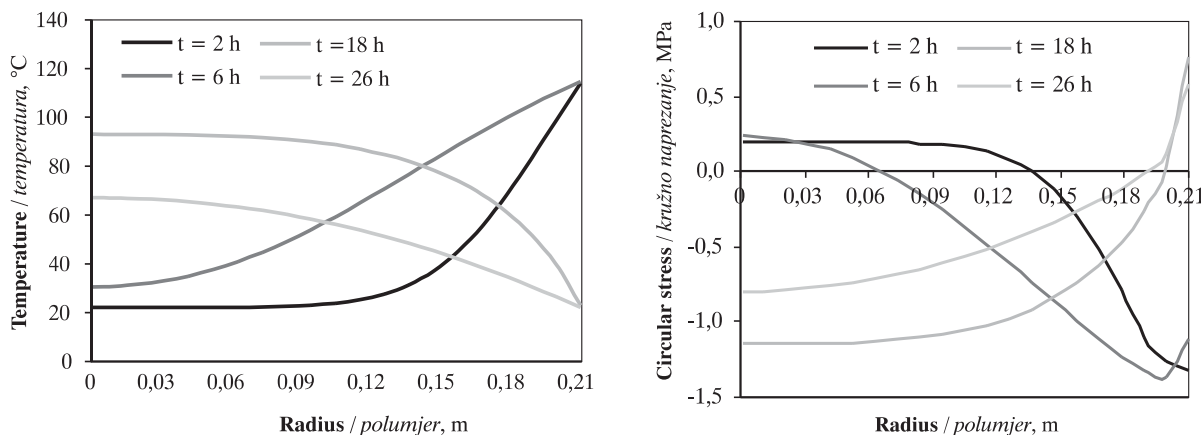 140
120
100
80
60
40
20
0
Temperature / temperatura, °C
t = 2 h
t =18 h
t = 6 h
t = 26 h
0 0,03 0,06 0,09 0,12 0,15 0,18 0,21
Radius / polumjer, m
1,0
0,5
0,0
-0,5
-1,0
-1,5
Circular stress / kružno naprezanje, MPa
t = 2 h
t = 18 h
t = 6 h
t = 26 h
0 0,03 0,06 0,09 0,12 0,15 0,18 0,21
Radius / polumjer, m